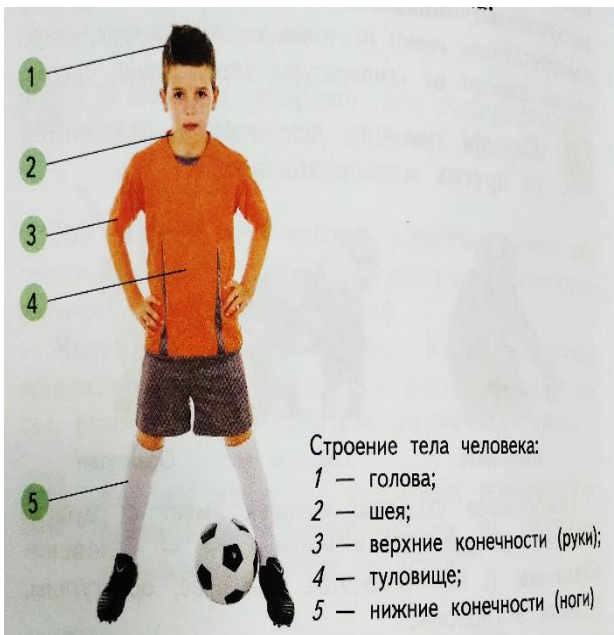 1
2
3
4
5
Строение тела человека:
1 — голова;
2 — шея;
3 — верхние конечности (руки);
4 — туловище;
5 — нижние конечности (ноги)